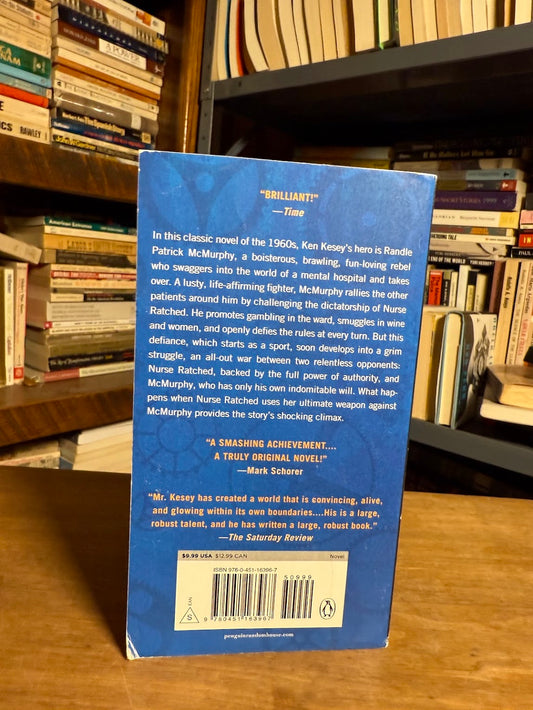 "BRILLIANT!"
—Time
In this classic novel of the 1960s, Ken Kesey's hero is Randle
Patrick McMurphy, a boisterous, brawling, fun-loving rebel
who swaggers into the world of a mental hospital and takes
over. A lusty, life-affirming fighter, McMurphy rallies the other
patients around him by challenging the dictatorship of Nurse
Ratched. He promotes gambling in the ward, smuggles in wine
and women, and openly defies the rules at every turn. But this
defiance, which starts as a sport, soon develops into a grim
struggle, an all-out war between two relentless opponents:
Nurse Ratched, backed by the full power of authority, and
McMurphy, who has only his own indomitable will. What hap-
pens when Nurse Ratched uses her ultimate weapon against
McMurphy provides the story's shocking climax.
"A SMASHING ACHIEVEMENT....
A TRULY ORIGINAL NOVEL!"
—Mark Schorer
"Mr. Kesey has created a world that is convincing, alive,
and glowing within its own boundaries....His is a large,
robust talent, and he has written a large, robust book."
—The Saturday Review
$9.99 USA $12.99 CAN Novel
ISBN 978-0-451-16396-7
50999
EAN
S
9 780451 163967
penguinrandomhouse.com
RAWLEY
POWER